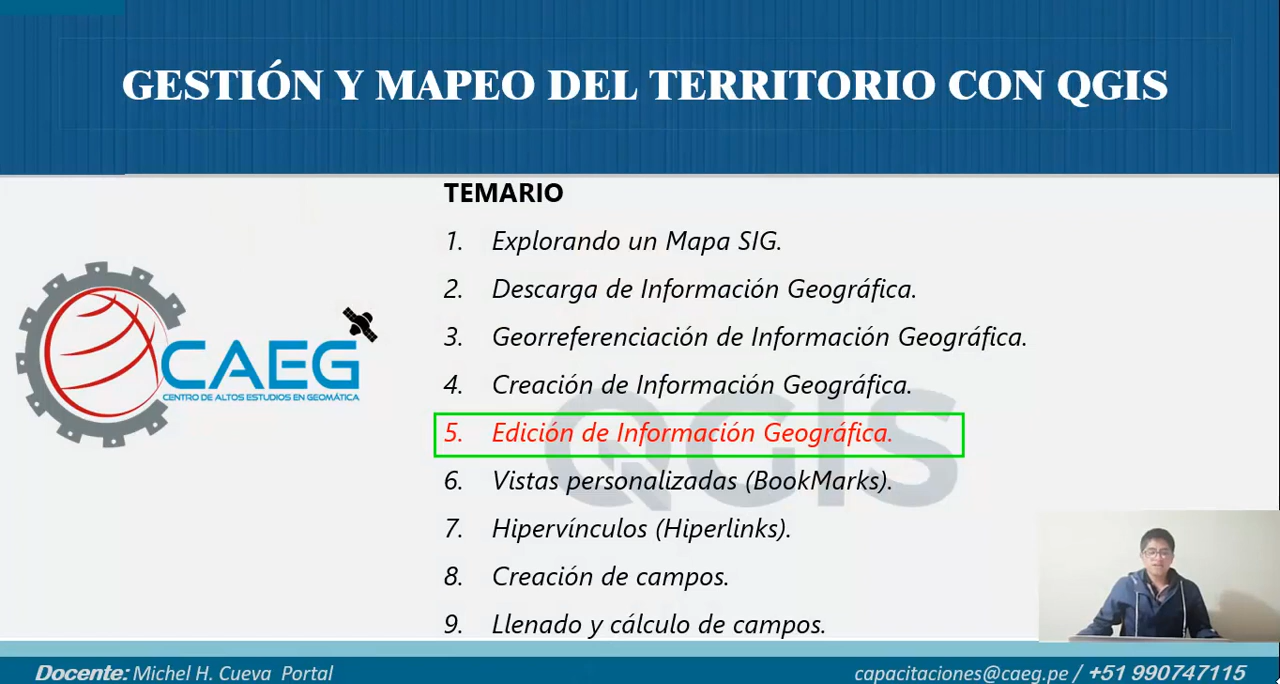 GESTIÓN Y MAPEO DEL TERRITORIO CON QGIS
TEMARIO
1. Explorando un Mapa SIG.
2. Descarga de Información Geográfica.
3. Georreferenciación de Información Geográfica.
4. Creación de Información Geográfica.
5. Edición de Información Geográfica.
6. Vistas personalizadas (BookMarks).
7. Hipervínculos (Hiperlinks).
8. Creación de campos.
9. Llenado y cálculo de campos.
CAEG
CENTRO DE ALTOS ESTUDIOS EN GEOMÁTICA
QGIS
Docente: Michel H. Cueva Portal
capacitaciones@caeg.pe / +51 990747115